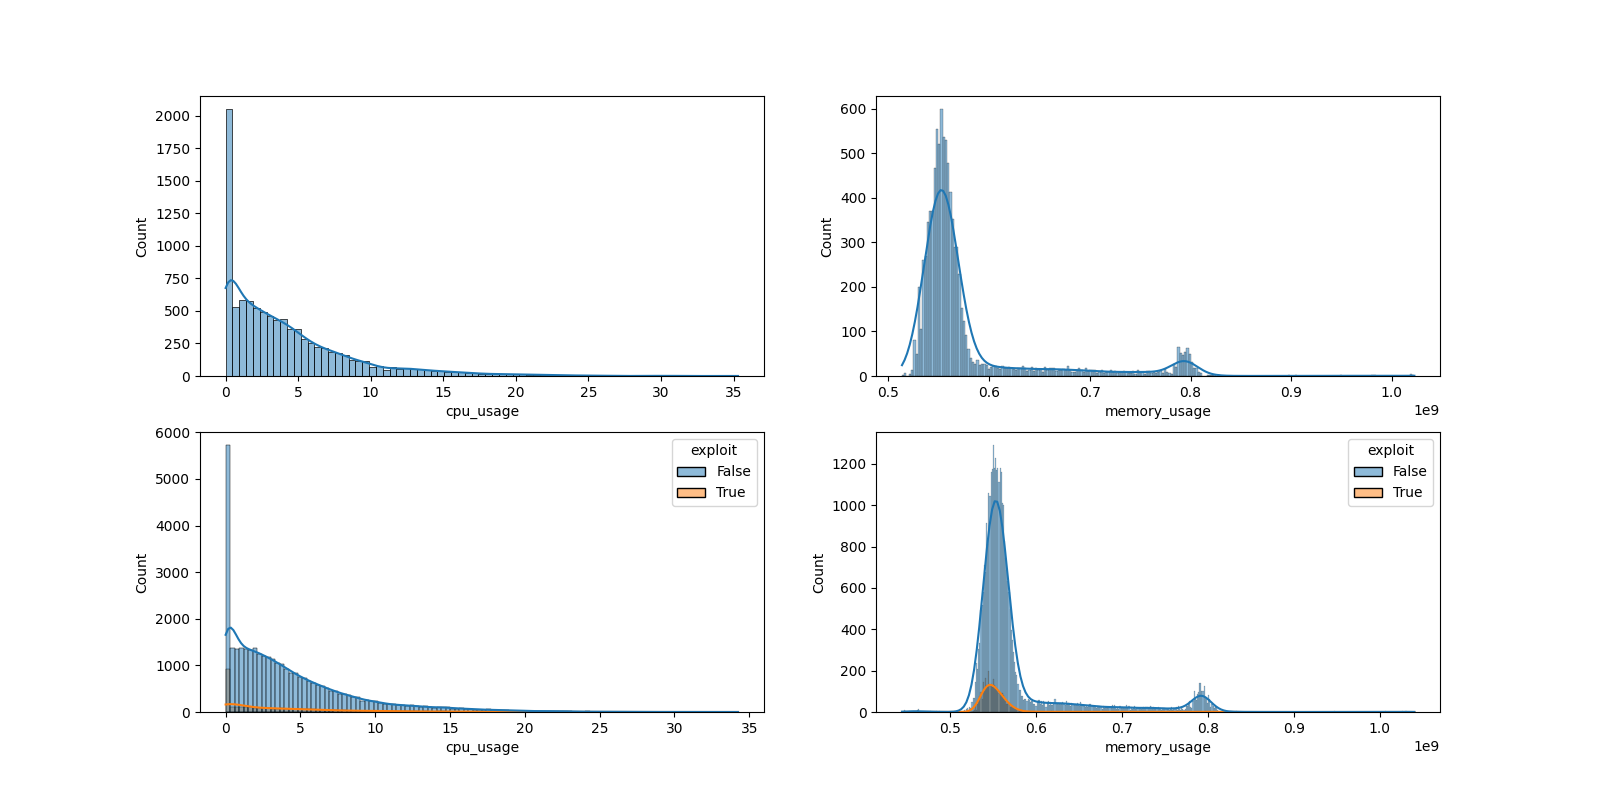 2000
1750
1500
1250
1000
750
500
250
0
Count
0 5 10 15 20 25 30 35
cpu_usage
600
500
400
300
200
100
0
Count
0.5 0.6 0.7 0.8 0.9 1.0
1e9
memory_usage
6000
5000
4000
3000
2000
1000
0
Count
exploit
False
True
0 5 10 15 20 25 30 35
cpu_usage
1200
1000
800
600
400
200
0
Count
exploit
False
True
0.5 0.6 0.7 0.8 0.9 1.0
1e9
memory_usage